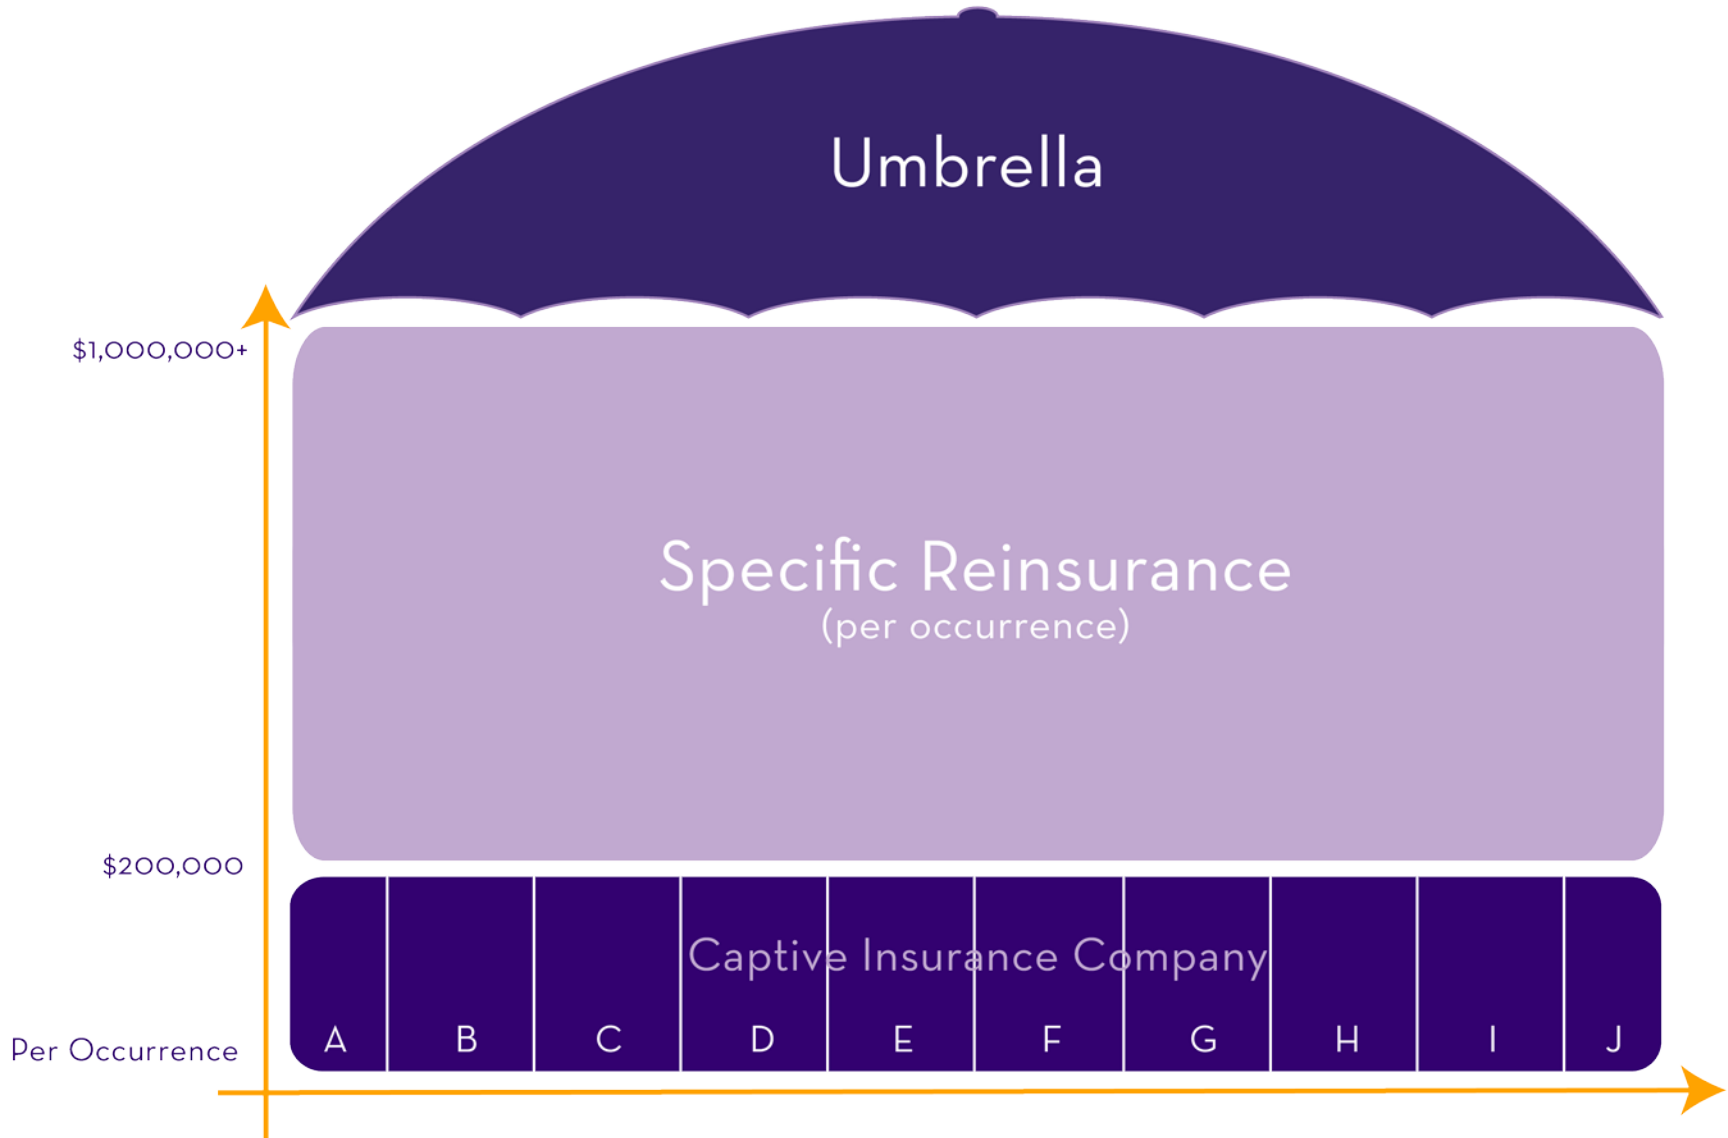 Umbrella
$1,000,000+
Specific Reinsurance
(per occurrence)
$200,000
Captive Insurance Company
Per Occurrence
A B C D E F G H I J